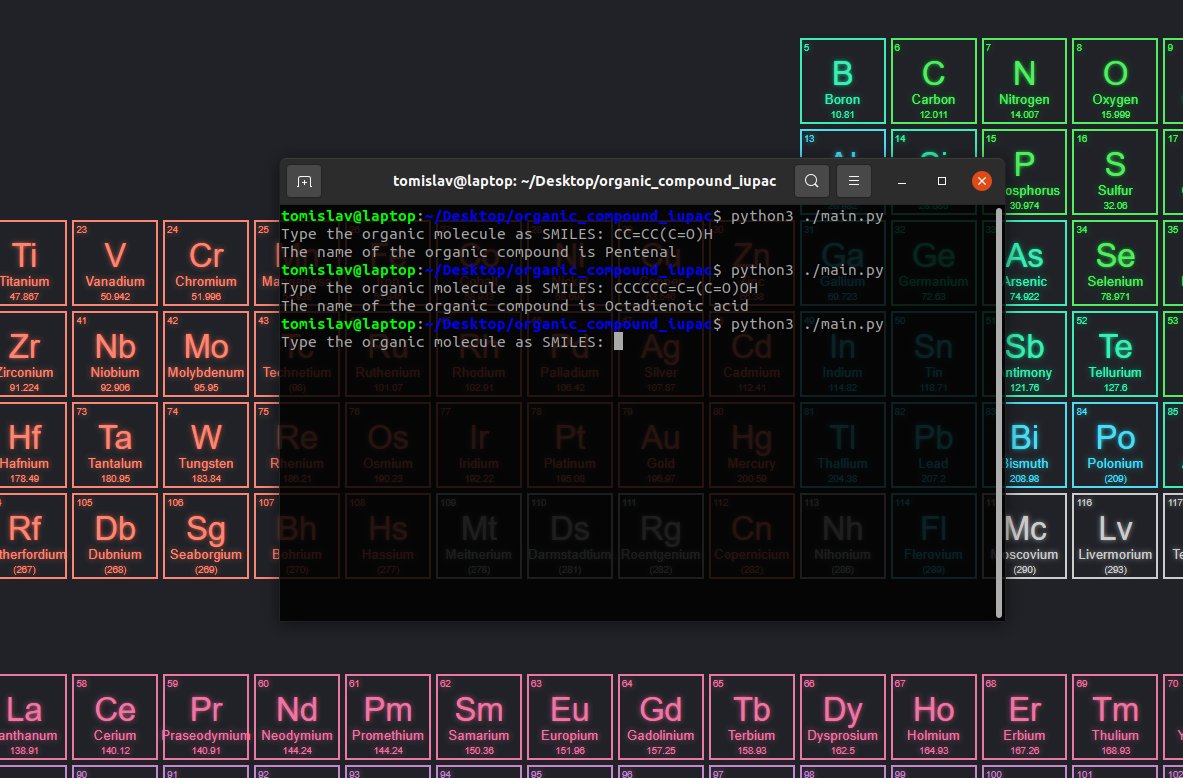 5
6
7
8
9
B
C
N
O
Boron
Carbon
Nitrogen
Oxygen
10.81
12.011
14.007
15.999
13
14
15
16
17
P
S
osphorus
Sulfur
30.974
32.06
tomislav@laptop: ~/Desktop/organic_compound_iupac
tomislav@laptop:~/Desktop/organic_compound_iupac$ python3 ./main.py
Type the organic molecule as SMILES: CC=CC(C=O)H
The name of the organic compound is Pentenal
tomislav@laptop:~/Desktop/organic_compound_iupac$ python3 ./main.py
Type the organic molecule as SMILES: CCCCCC=C=(C=O)OH
The name of the organic compound is Octadienoic acid
tomislav@laptop:~/Desktop/organic_compound_iupac$ python3 ./main.py
Type the organic molecule as SMILES:
23
24
25
30
31
32
34
35
Ti
V
Cr
Zn
Ga
Ge
As
Se
Titanium
Vanadium
Chromium
Ma
Gallium
Germanium
Arsenic
Selenium
47.867
50.942
51.996
69.723
72.63
74.922
78.971
41
42
43
52
53
Zr
Nb
Mo
Ru
Rh
Pd
Ag
Cd
In
Sn
Sb
Te
Zirconium
Niobium
Molybdenum
Technetium
Ruthenium
Rhodium
Palladium
Silver
Cadmium
Indium
Tin
ntimony
Tellurium
91.224
92.906
95.95
(98)
101.07
102.91
106.42
107.87
112.41
114.82
118.71
121.76
127.6
73
74
75
76
77
78
79
80
81
82
83
84
85
Hf
Ta
W
Re
Os
Ir
Pt
Au
Hg
Tl
Pb
Bi
Po
Hafnium
Tantalum
Tungsten
Rhenium
Osmium
Iridium
Platinum
Gold
Mercury
Thallium
Lead
Bismuth
Polonium
178.49
180.95
183.84
186.21
190.23
192.22
195.08
196.97
200.59
204.38
207.2
208.98
(209)
105
106
107
108
109
110
111
112
113
114
116
117
Rf
Db
Sg
Bh
Hs
Mt
Ds
Rg
Cn
Nh
Fl
Mc
Lv
therfordium
Dubnium
Seaborgium
Bohrium
Hassium
Meitnerium
Darmstadtium
Roentgenium
Copernicium
Nihonium
Flerovium
Moscovium
Livermorium
Te
(267)
(268)
(269)
(270)
(277)
(278)
(281)
(282)
(282)
(286)
(289)
(290)
(293)
58
59
60
61
62
63
64
65
66
67
68
69
70
La
Ce
Pr
Nd
Pm
Sm
Eu
Gd
Tb
Dy
Ho
Er
Tm
anthanum
Cerium
Praseodymium
Neodymium
Promethium
Samarium
Europium
Gadolinium
Terbium
Dysprosium
Holmium
Erbium
Thulium
Y
138.91
140.12
140.91
144.24
144.24
150.36
151.96
157.25
158.93
162.5
164.93
167.26
168.93
90
91
92
93
94
95
96
97
98
99
100
101
102